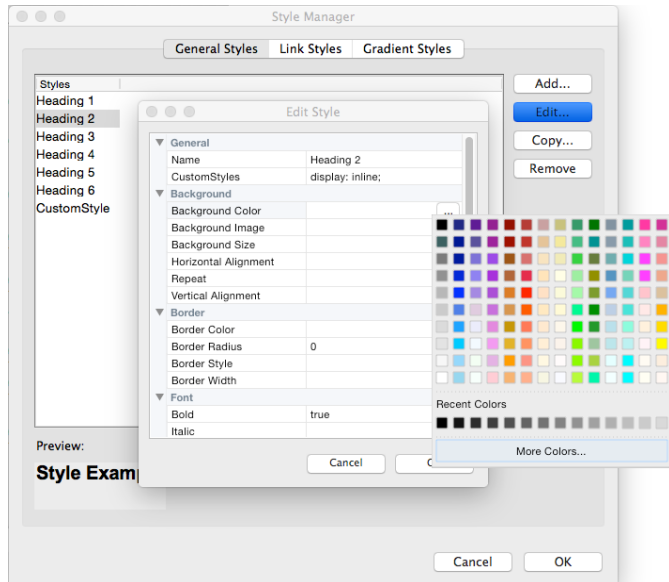 Style Manager
General Styles Link Styles Gradient Styles
Styles
Heading 1
Heading 2
Heading 3
Heading 4
Heading 5
Heading 6
CustomStyle
Add...
Edit...
Copy...
Remove
Edit Style
General
Name Heading 2
CustomStyles display: inline;
Background
Background Color ...
Background Image
Background Size
Horizontal Alignment
Repeat
Vertical Alignment
Border
Border Color
Border Radius 0
Border Style
Border Width
Font
Bold true
Italic
Cancel
Recent Colors
More Colors...
Preview:
Style Exam
Cancel OK